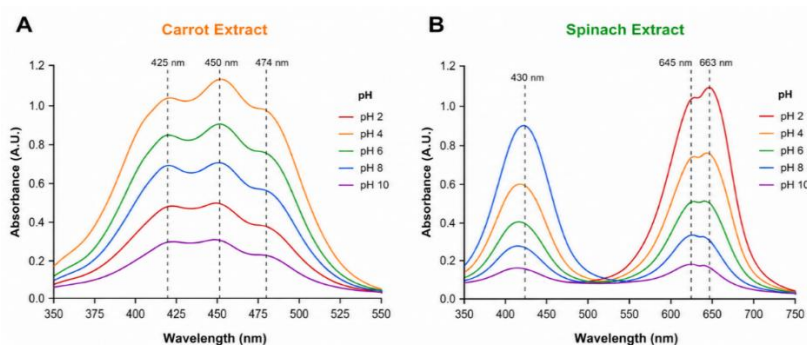 A
Carrot Extract
425 nm
450 nm
474 nm
Absorbance (A.U.)
1.2
1.0
0.8
0.6
0.4
0.2
0.0
pH
pH 2
pH 4
pH 6
pH 8
pH 10
350
375
400
425
450
475
500
525
550
Wavelength (nm)
B
Spinach Extract
430 nm
645 nm
663 nm
Absorbance (A.U.)
1.2
1.0
0.8
0.6
0.4
0.2
0.0
pH
pH 2
pH 4
pH 6
pH 8
pH 10
350
400
450
500
550
600
650
700
750
Wavelength (nm)